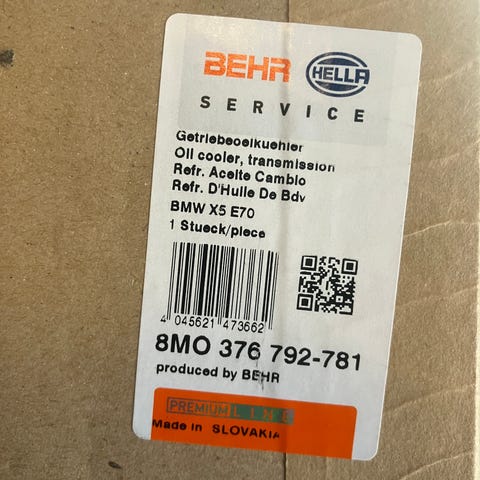 BEHR HELLA
SERVICE
Getriebeoelkuehler
Oil cooler, transmission
Refr. Aceite Cambio
Refr. D'Huile De Bdv
BMW X5 E70
1 Stueck/piece
4 045621 473662
8MO 376 792-781
produced by BEHR
PREMIUM LINE
Made in SLOVAKIA